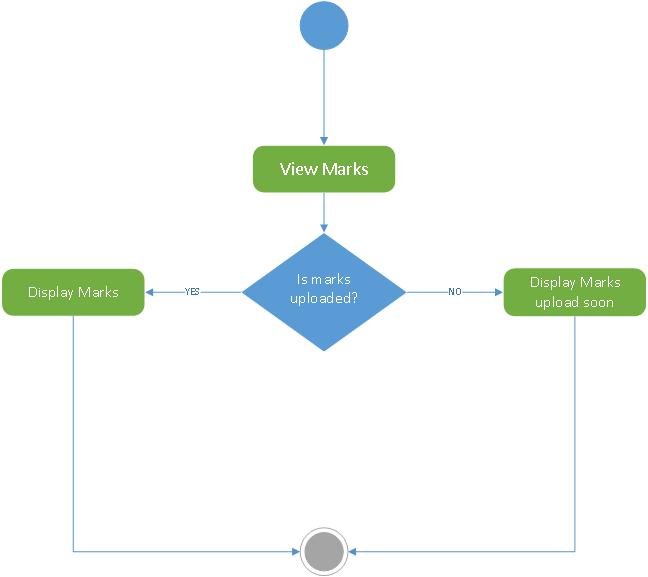 View Marks
Is marks
uploaded?
Display Marks
YES
NO
Display Marks
upload soon